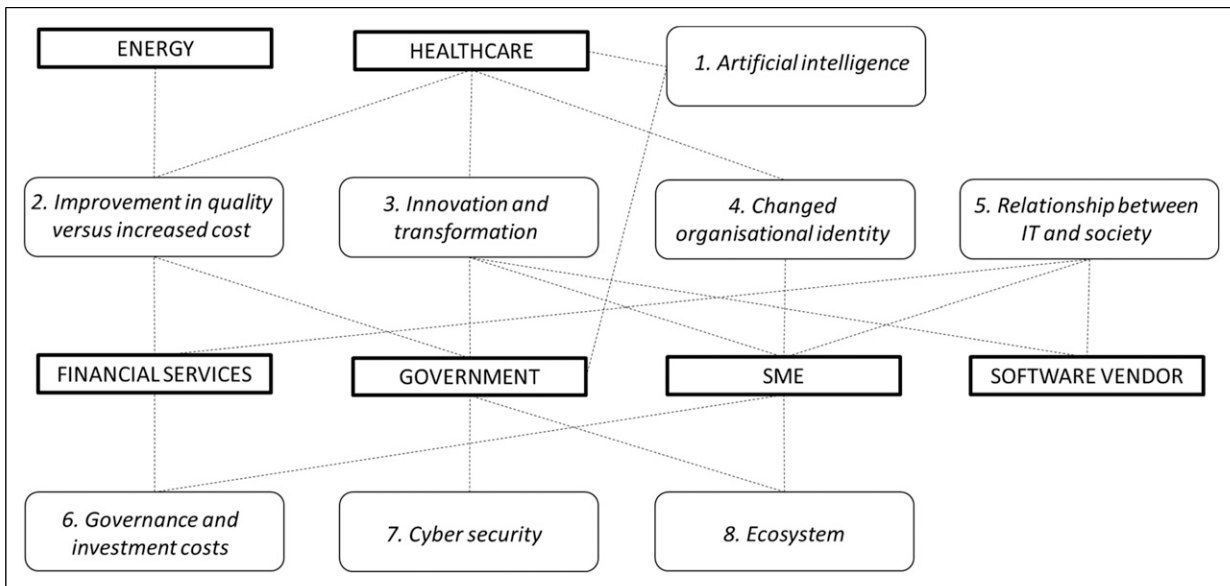 ENERGY
HEALTHCARE
1. Artificial intelligence
2. Improvement in quality
versus increased cost
3. Innovation and
transformation
4. Changed
organisational identity
5. Relationship between
IT and society
FINANCIAL SERVICES
GOVERNMENT
SME
SOFTWARE VENDOR
6. Governance and
investment costs
7. Cyber security
8. Ecosystem